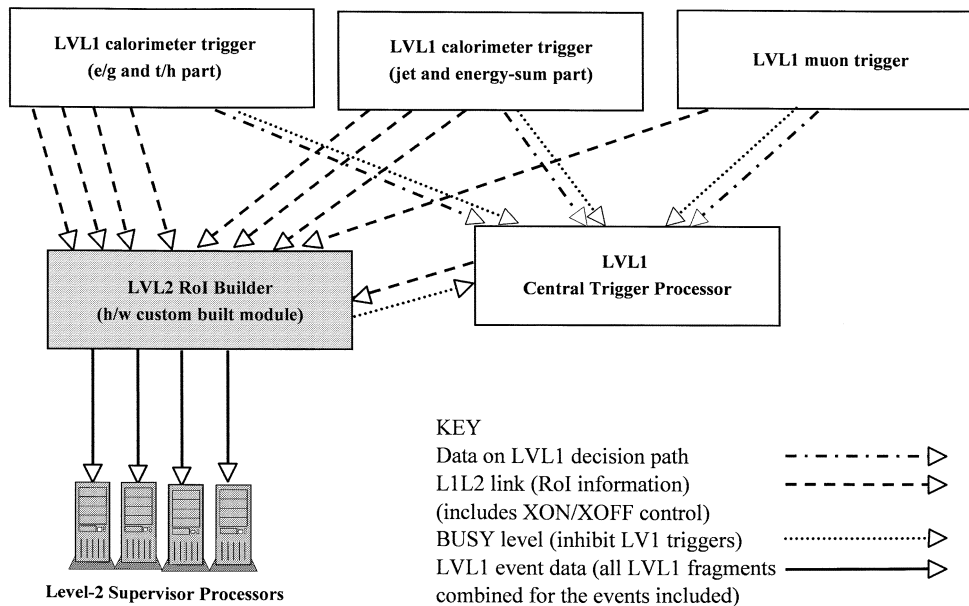 LVL1 calorimeter trigger
(e/g and t/h part)
LVL1 calorimeter trigger
(jet and energy-sum part)
LVL1 muon trigger
LVL2 RoI Builder
(h/w custom built module)
LVL1
Central Trigger Processor
KEY
Data on LVL1 decision path
L1L2 link (RoI information)
(includes XON/XOFF control)
BUSY level (inhibit LV1 triggers)
LVL1 event data (all LVL1 fragments
combined for the events included)
Level-2 Supervisor Processors